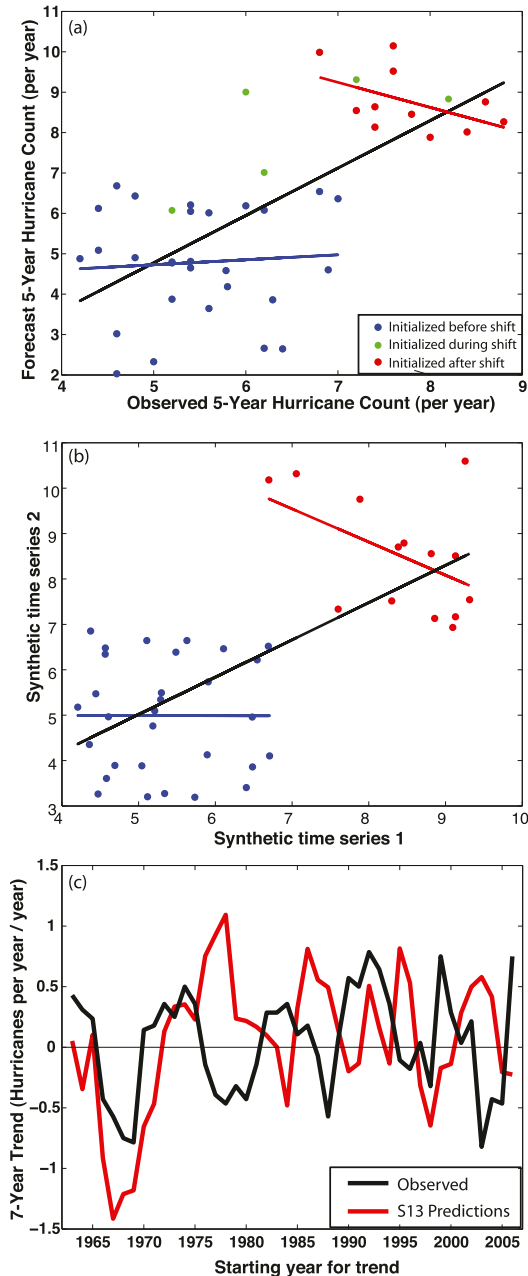 (a)
Forecast 5-Year Hurricane Count (per year)
11
10
9
8
7
6
5
4
3
2
4 5 6 7 8 9
Initialized before shift
Initialized during shift
Initialized after shift
Observed 5-Year Hurricane Count (per year)
(b)
Synthetic time series 2
11
10
9
8
7
6
5
4
3
4 5 6 7 8 9 10
Synthetic time series 1
(c)
7-Year Trend (Hurricanes per year / year)
1.5
1
0.5
0
−0.5
−1
−1.5
Observed
S13 Predictions
1965 1970 1975 1980 1985 1990 1995 2000 2005
Starting year for trend